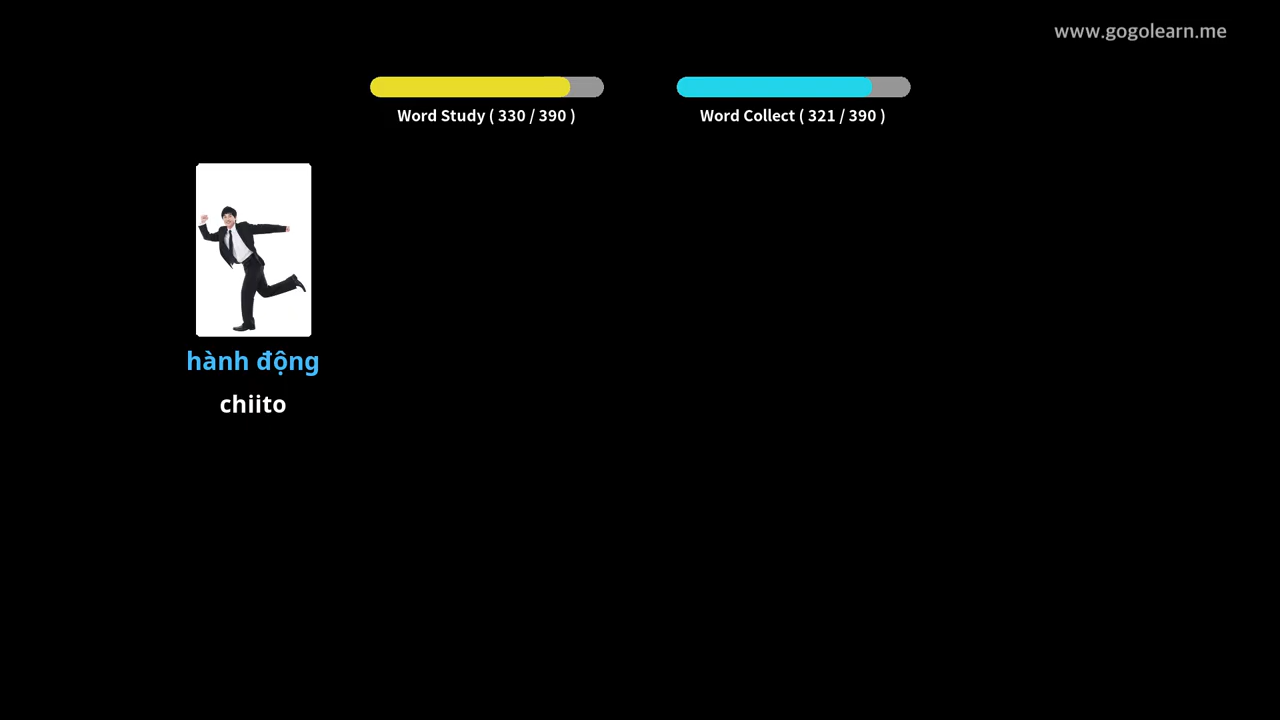 www.gogolearn.me
Word Study ( 330 / 390 )
Word Collect ( 321 / 390 )
hành động
chiito